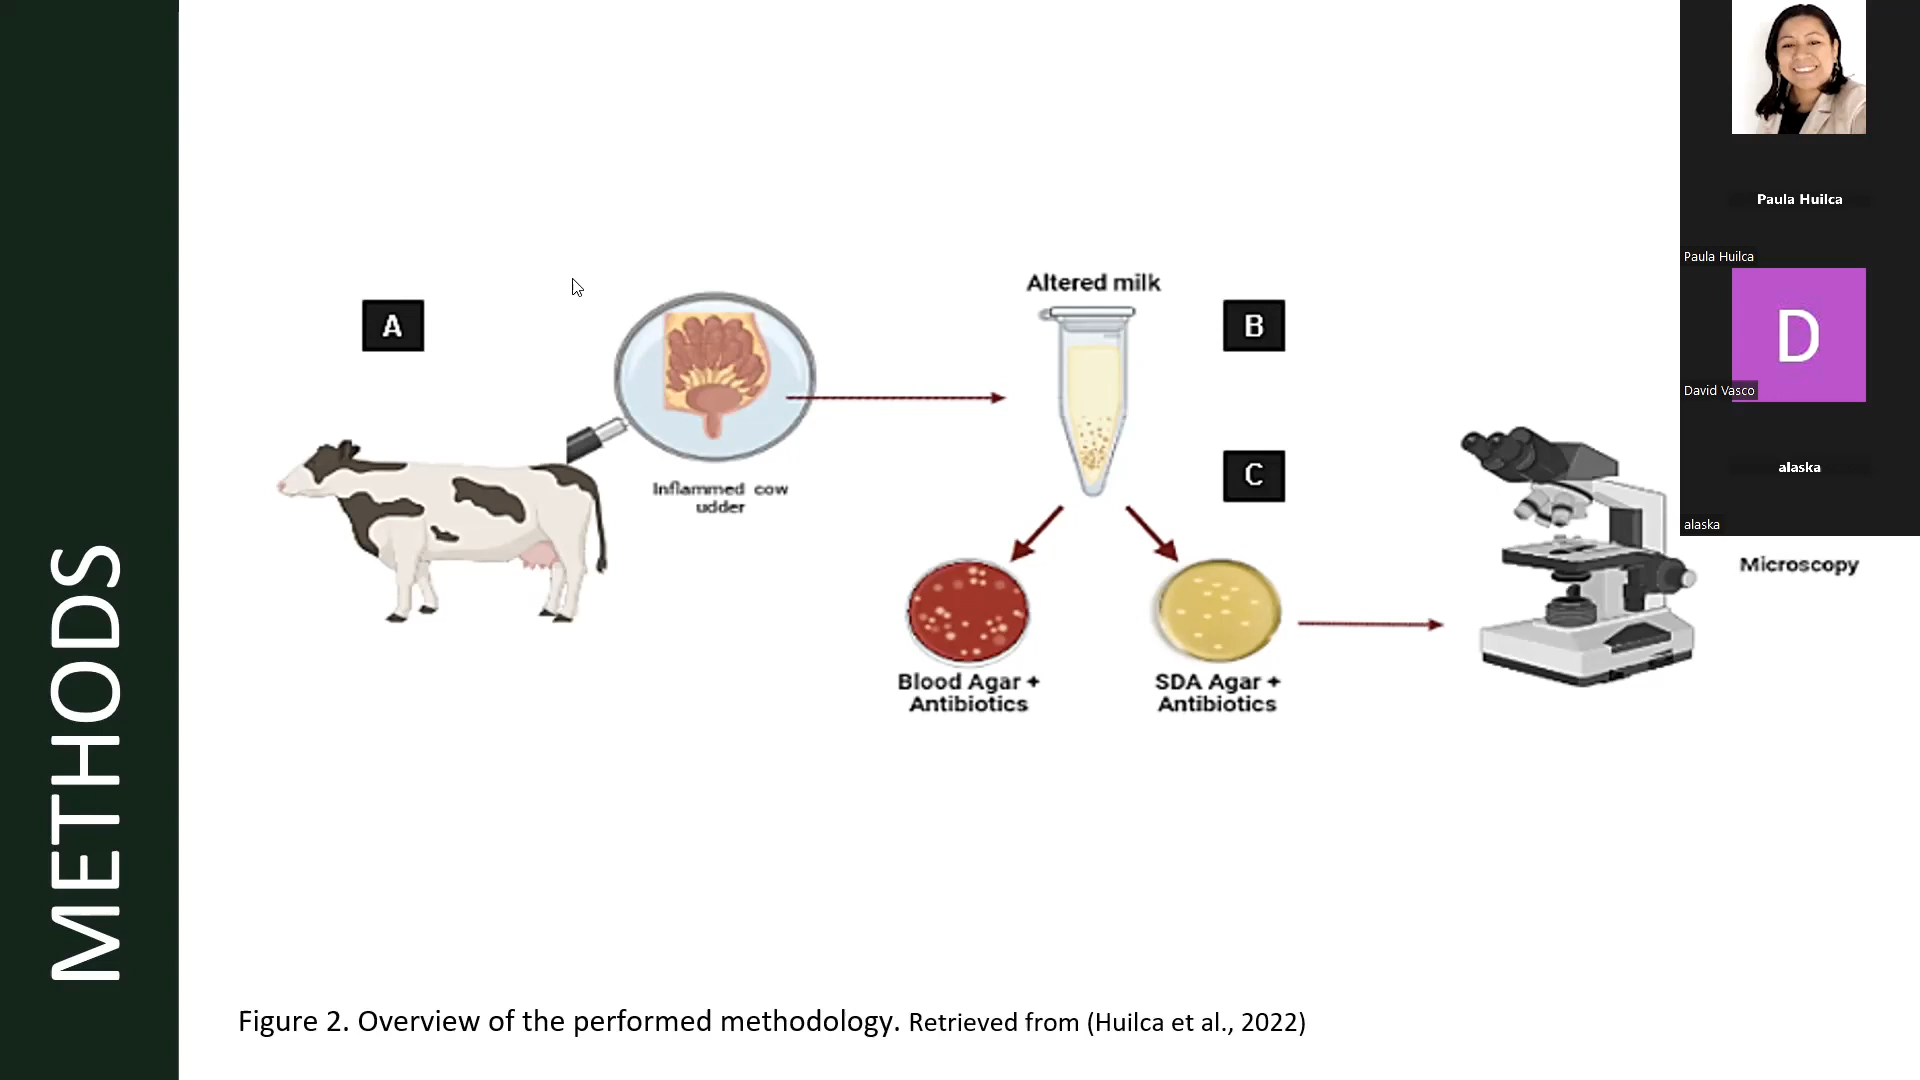 METHODS
A
Inflammed cow
udder
Altered milk
B
C
Blood Agar +
Antibiotics
SDA Agar +
Antibiotics
Microscopy
Figure 2. Overview of the performed methodology. Retrieved from (Huilca et al., 2022)
Paula Huilca
Paula Huilca
D
David Vasco
alaska
alaska